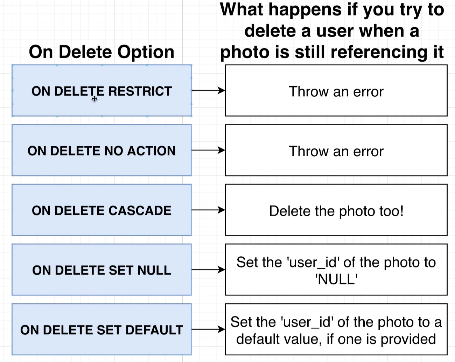 On Delete Option
What happens if you try to
delete a user when a
photo is still referencing it
ON DELETE RESTRICT
Throw an error
ON DELETE NO ACTION
Throw an error
ON DELETE CASCADE
Delete the photo too!
ON DELETE SET NULL
Set the 'user_id' of the photo to
'NULL'
ON DELETE SET DEFAULT
Set the 'user_id' of the photo to a
default value, if one is provided